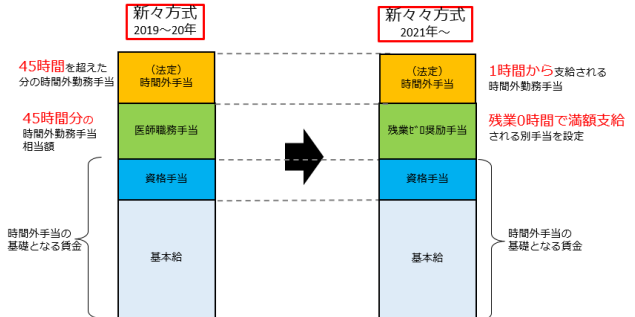 新々方式
2019～20年
45時間を超えた
分の時間外勤務手当
（法定）
時間外手当
45時間分の
時間外勤務手当
相当額
医師職務手当
資格手当
時間外手当の
基礎となる賃金
基本給
新々方式
2021年～
（法定）
時間外手当
1時間から支給される
時間外勤務手当
残業ゼロ奨励手当
残業0時間で満額支給
される別手当を設定
資格手当
時間外手当の
基礎となる賃金
基本給